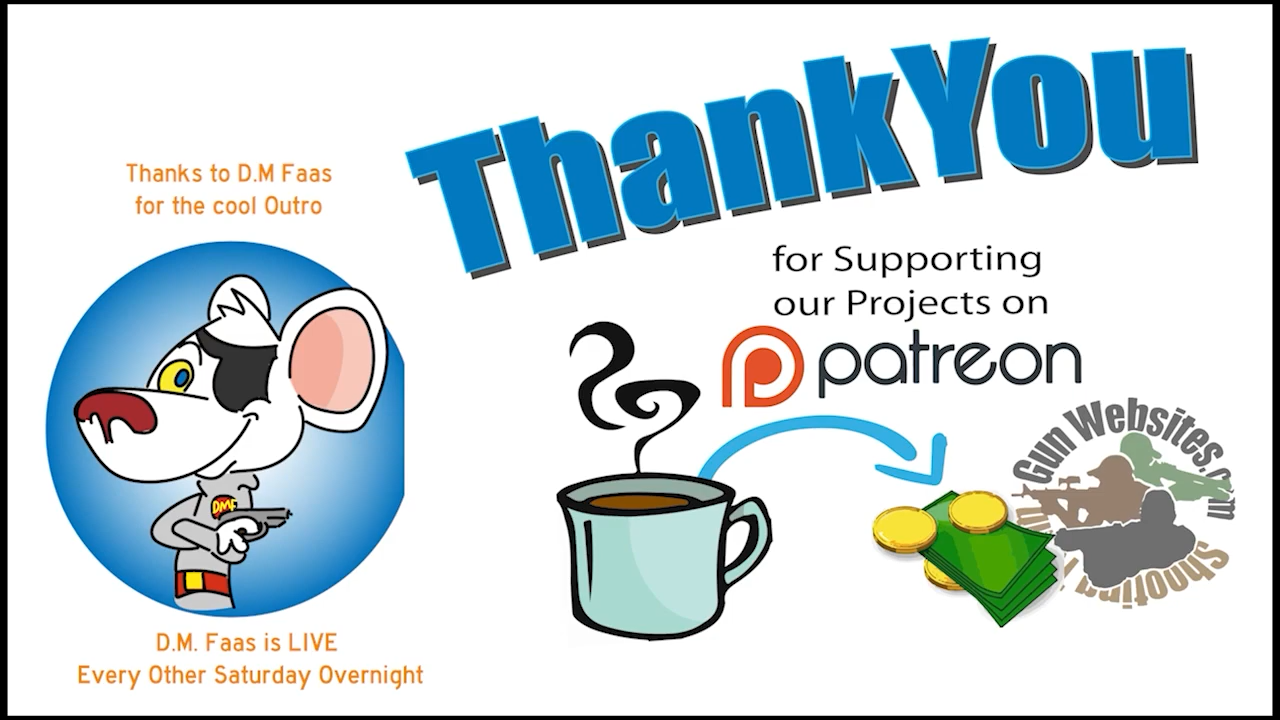 Thanks to D.M Faas
for the cool Outro
DMF
D.M. Faas is LIVE
Every Other Saturday Overnight
ThankYou
for Supporting
our Projects on
patreon
Gun Websites.com
Shooting